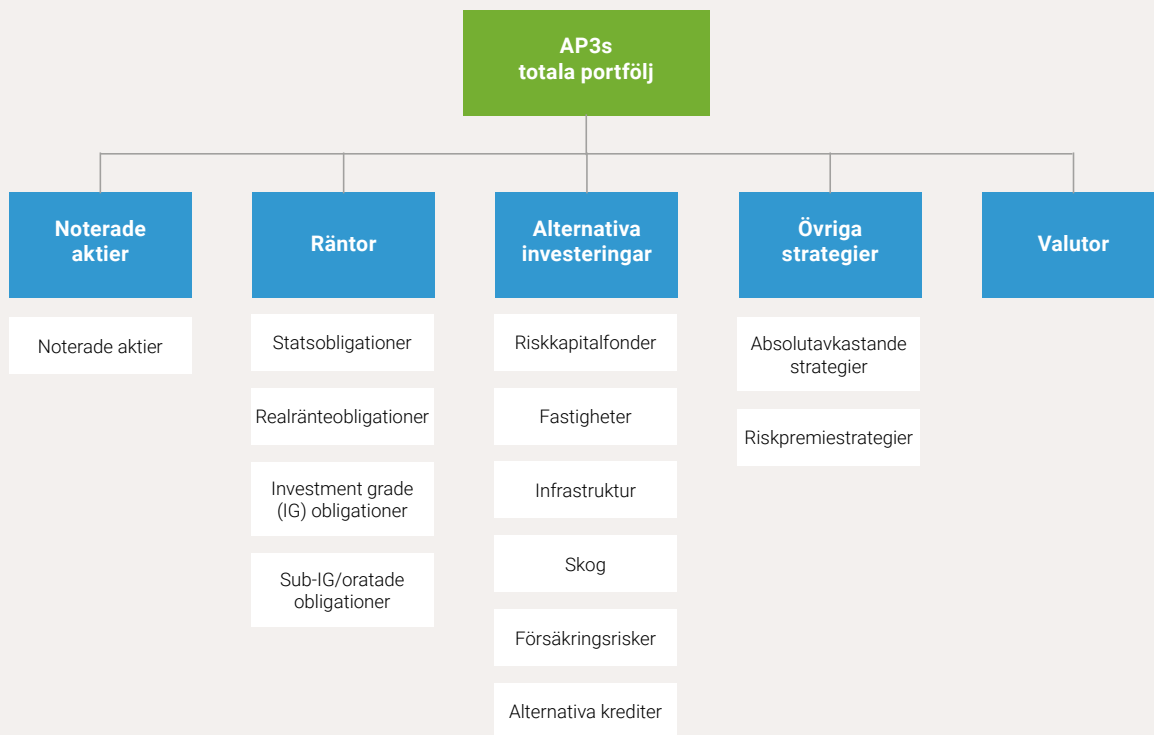 AP3s
totala portfölj
Noterade
aktier
Noterade aktier
Räntor
Statsobligationer
Realränteobligationer
Investment grade
(IG) obligationer
Sub-IG/oratade
obligationer
Alternativa
investeringar
Riskkapitalfonder
Fastigheter
Infrastruktur
Skog
Försäkringsrisker
Alternativa krediter
Övriga
strategier
Absolutavkastande
strategier
Riskpremiestrategier
Valutor